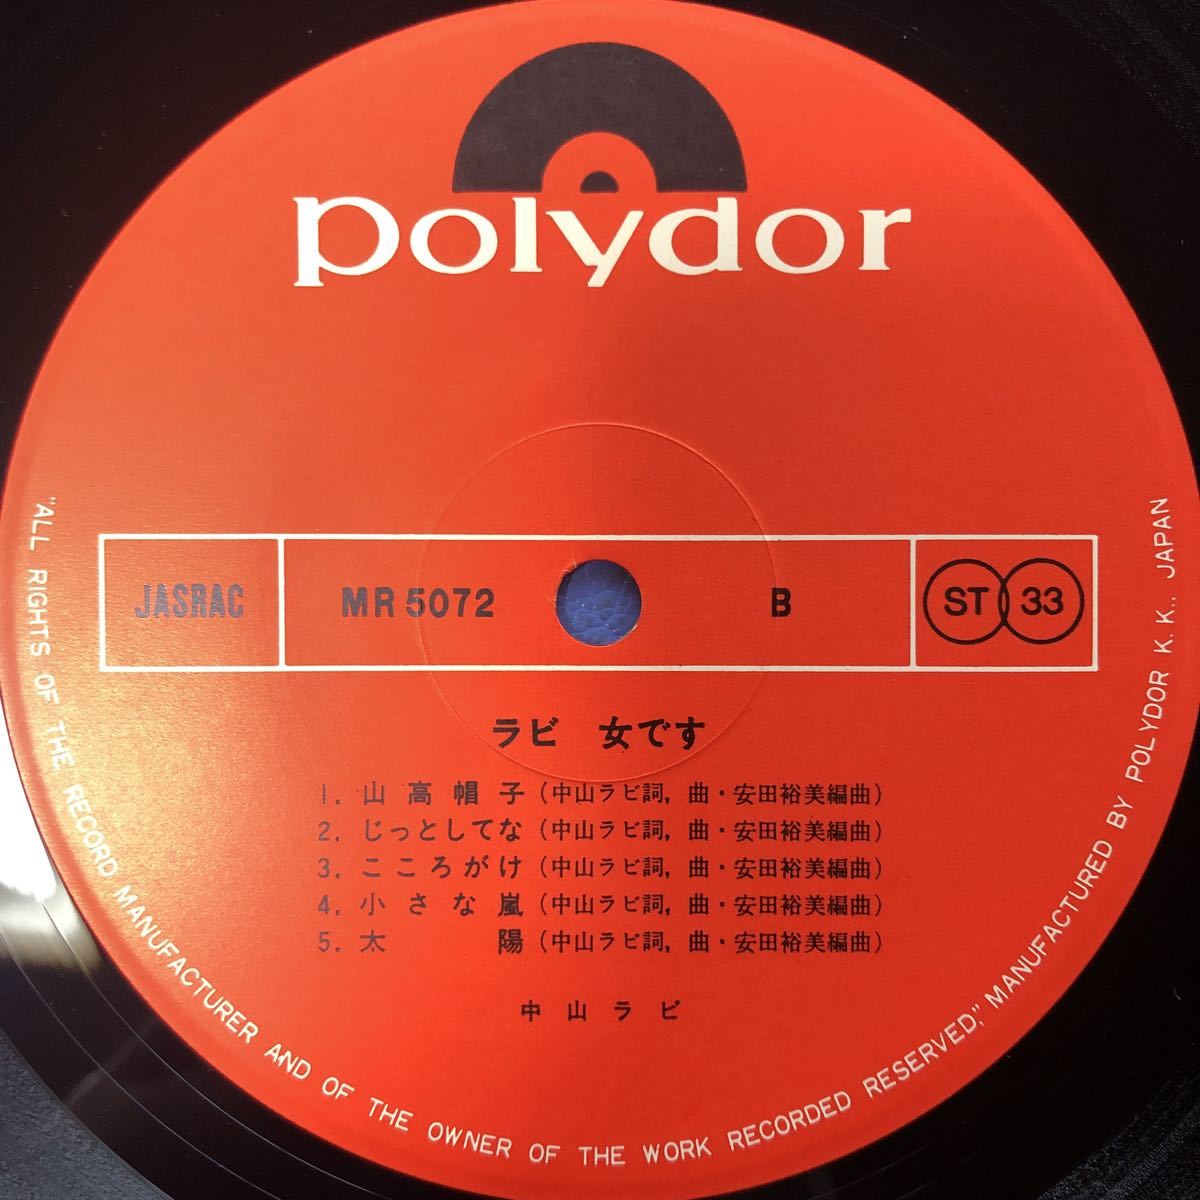 polydor
JASRAC MR 5072 B ST 33
ラビ 女です
1. 山高帽子(中山ラビ詞, 曲・安田裕美編曲)
2. じっとしてな(中山ラビ詞, 曲・安田裕美編曲)
3. こころがけ(中山ラビ詞, 曲・安田裕美編曲)
4. 小さな嵐(中山ラビ詞, 曲・安田裕美編曲)
5. 太陽(中山ラビ詞, 曲・安田裕美編曲)
中山ラビ
"ALL RIGHTS OF THE RECORD MANUFACTURER AND OF THE OWNER OF THE WORK RECORDED RESERVED," MANUFACTURED BY POLYDOR K. K., JAPAN